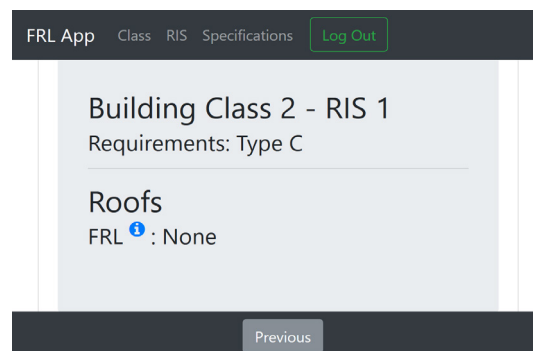 FRL App Class RIS Specifications Log Out
Building Class 2 - RIS 1
Requirements: Type C
Roofs
FRL i : None
Previous